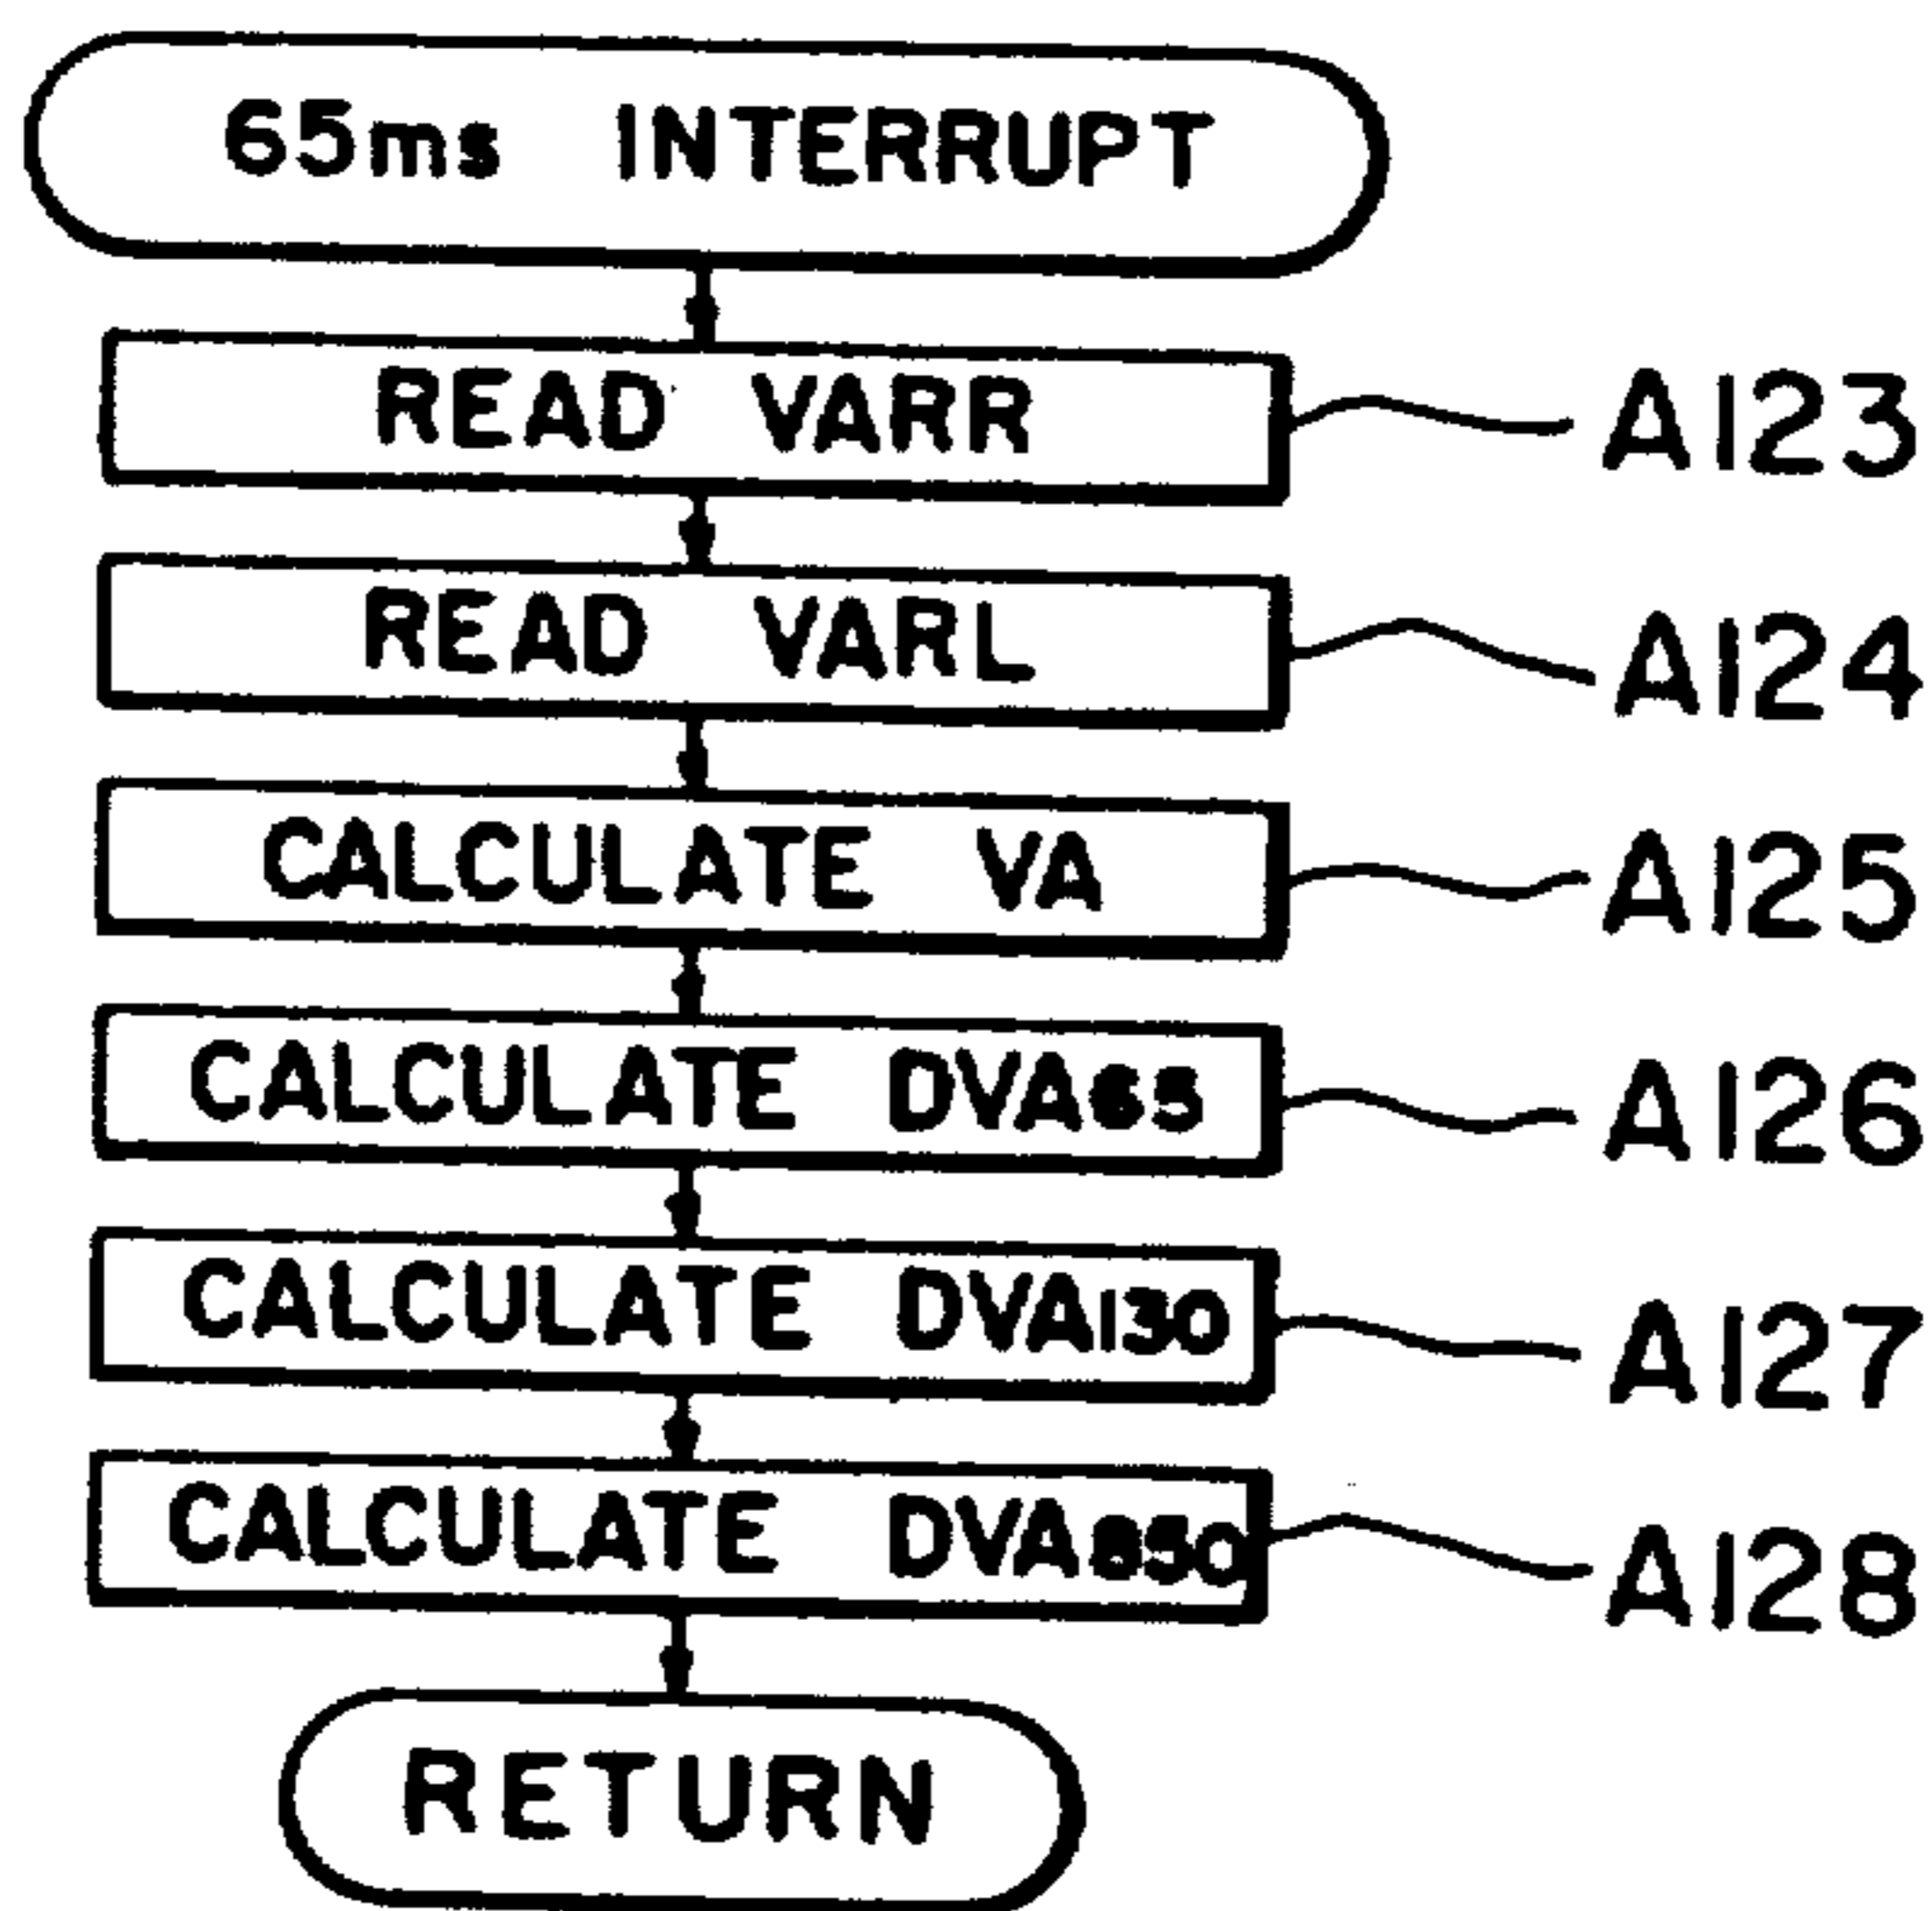 65ms INTERRUPT
READ VARR A123
READ VARL A124
CALCULATE VA A125
CALCULATE DVA65 A126
CALCULATE DVA130 A127
CALCULATE DVA850 A128
RETURN